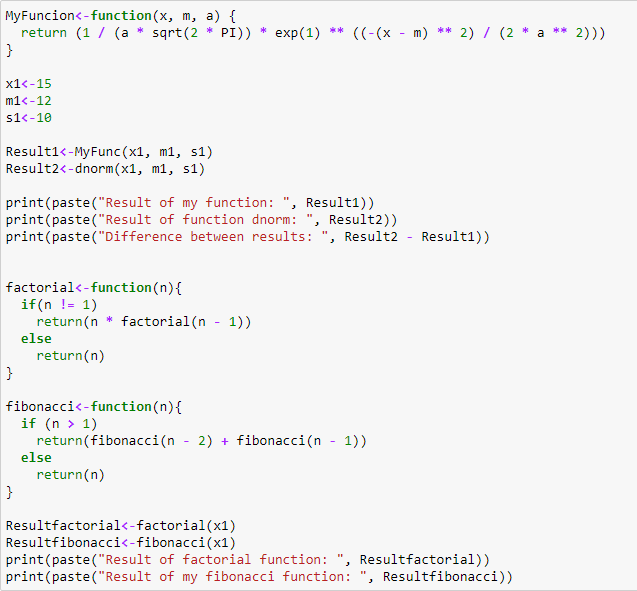 MyFuncion<-function(x, m, a) {
  return (1 / (a * sqrt(2 * PI)) * exp(1) ** ((-(x - m) ** 2) / (2 * a ** 2)))
}

x1<-15
m1<-12
s1<-10

Result1<-MyFunc(x1, m1, s1)
Result2<-dnorm(x1, m1, s1)

print(paste("Result of my function: ", Result1))
print(paste("Result of function dnorm: ", Result2))
print(paste("Difference between results: ", Result2 - Result1))


factorial<-function(n){
  if(n != 1)
    return(n * factorial(n - 1))
  else
    return(n)
}

fibonacci<-function(n){
  if (n > 1)
    return(fibonacci(n - 2) + fibonacci(n - 1))
  else
    return(n)
}

Resultfactorial<-factorial(x1)
Resultfibonacci<-fibonacci(x1)
print(paste("Result of factorial function: ", Resultfactorial))
print(paste("Result of my fibonacci function: ", Resultfibonacci))